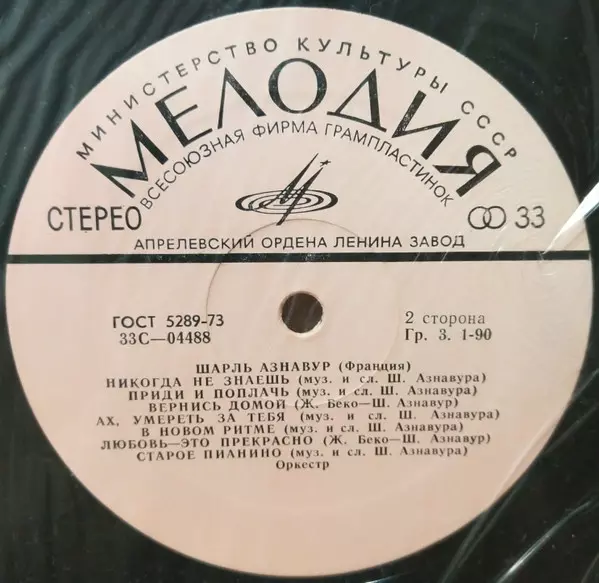 МИНИСТЕРСТВО КУЛЬТУРЫ СССР
МЕЛОДИЯ
ВСЕСОЮЗНАЯ ФИРМА ГРАМПЛАСТИНОК
СТЕРЕО
33
АПРЕЛЕВСКИЙ ОРДЕНА ЛЕНИНА ЗАВОД
ГОСТ 5289-73
33С—04488
2 сторона
Гр. 3. 1-90
ШАРЛЬ АЗНАВУР (Франция)
НИКОГДА НЕ ЗНАЕШЬ (муз. и сл. Ш. Азнавура)
ПРИДИ И ПОПЛАЧЬ (муз. и сл. Ш. Азнавура)
ВЕРНИСЬ ДОМОЙ (Ж. Беко—Ш. Азнавур)
АХ, УМЕРЕТЬ ЗА ТЕБЯ (муз. и сл. Ш. Азнавура)
В НОВОМ РИТМЕ (муз. и сл. Ш. Азнавура)
ЛЮБОВЬ—ЭТО ПРЕКРАСНО (Ж. Беко—Ш. Азнавур)
СТАРОЕ ПИАНИНО (муз. и сл. Ш. Азнавура)
Оркестр